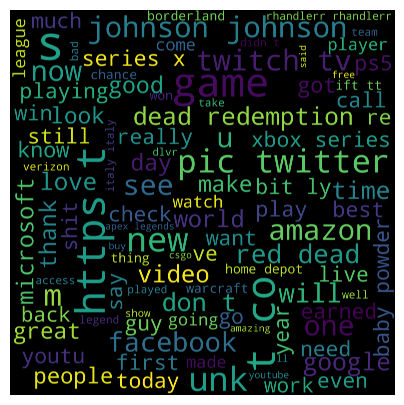 borderland
rhandlerr rhandlerr
much
johnson johnson
come
didn t
team
league
s
bad
chance
series x
twitch tv
player
said
now
game
ps5
playing
good
won
got
free
ift tt
win
look
take
dead redemption
re
still
dlvr
really
u
xbox series
call
know
italy italy
day
pic twitter
verizon
love
see
make
bit ly
time
https t
watch
microsoft
thank
shit
check
world
play
best
powder
apex legends
new
want
amazon
buy
thing
csgo
red dead
m
say
video
ve
home depot
live
access
played
warcraft
well
back
don t
t co
will
baby
great
legend
guy
going
show
go
amazing
year
one
earned
youtu
facebook
ll
need
google
people
today
first
made
unk
youtube
work
even